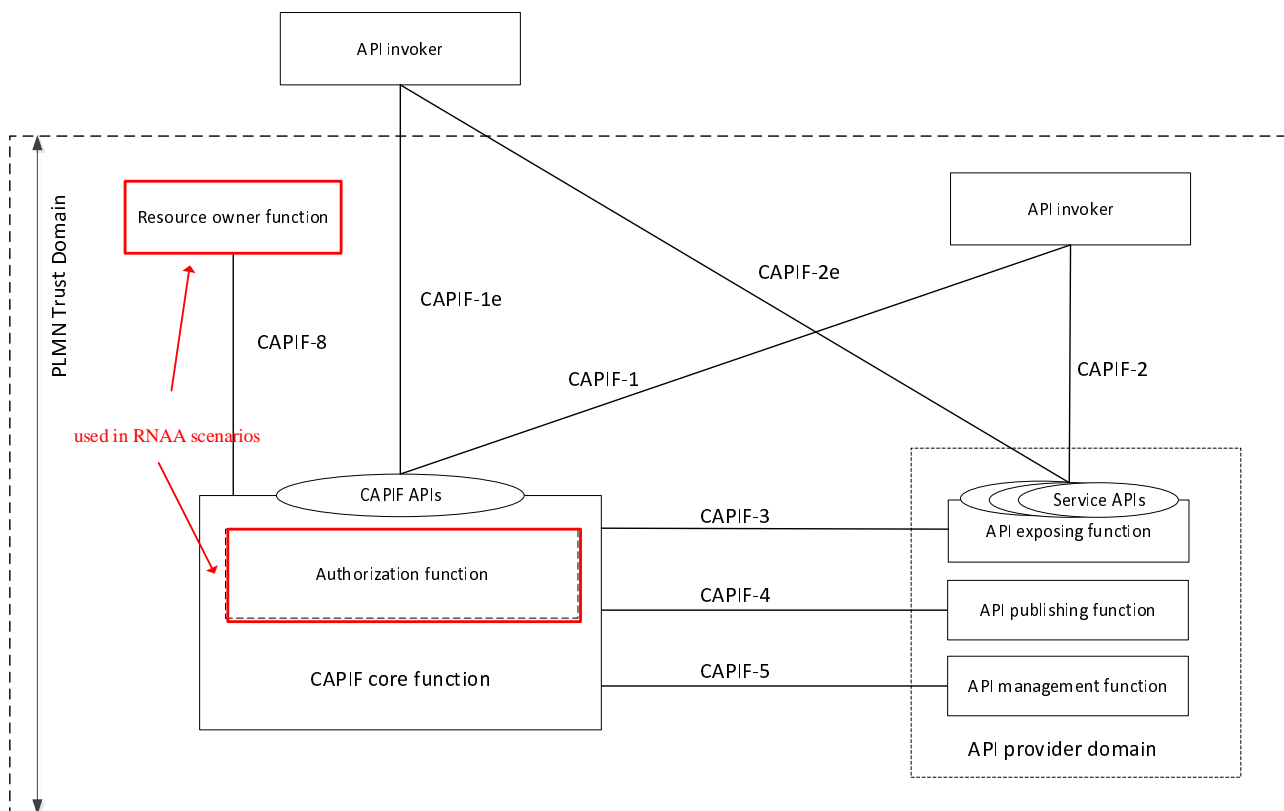 API invoker
PLMN Trust Domain
Resource owner function
API invoker
CAPIF-1e
CAPIF-2e
CAPIF-8
CAPIF-1
CAPIF-2
used in RNAA scenarios
CAPIF APIs
Service APIs
CAPIF-3
API exposing function
Authorization function
CAPIF-4
API publishing function
CAPIF core function
CAPIF-5
API management function
API provider domain